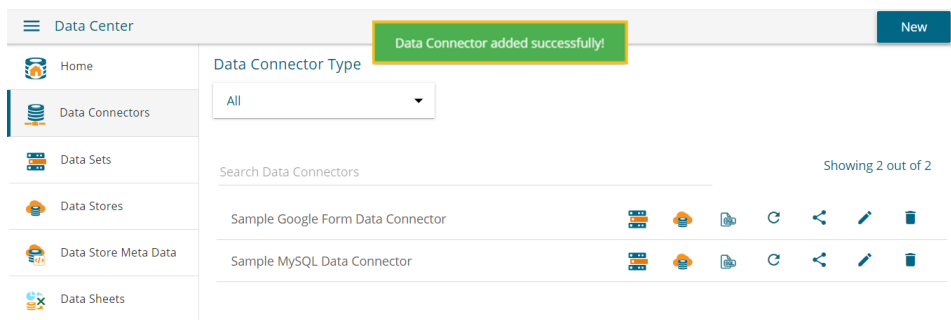 Data Center
Data Connector added successfully!
New
Home
Data Connectors
Data Sets
Data Stores
Data Store Meta Data
Data Sheets
Data Connector Type
All
Search Data Connectors
Showing 2 out of 2
Sample Google Form Data Connector
Sample MySQL Data Connector